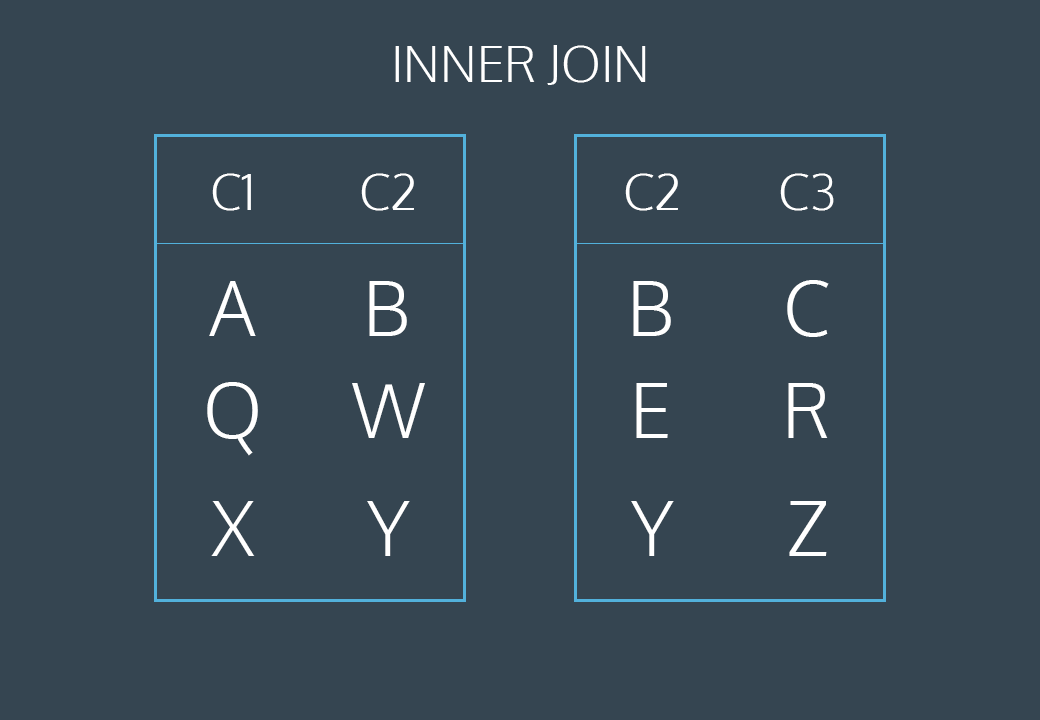 INNER JOIN
C1 C2 C2 C3
A B B C
Q W E R
X Y Y Z